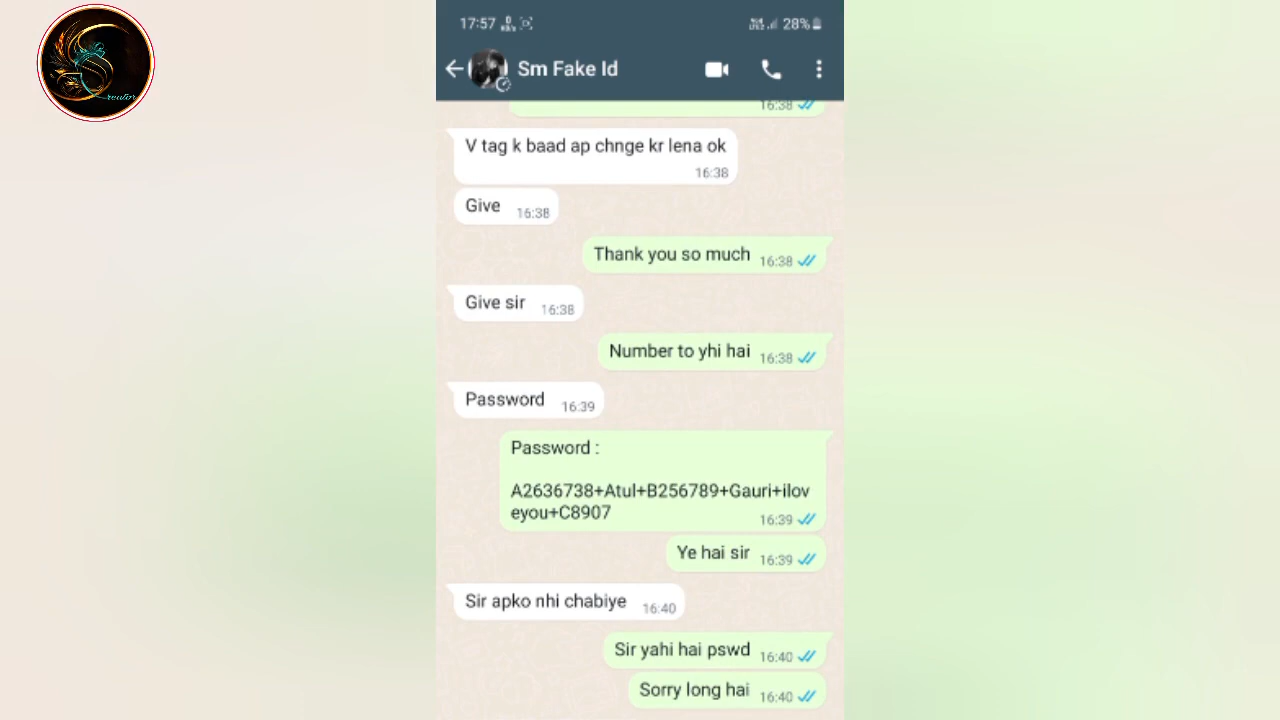 17:57
28%
Sm Fake Id
16:38
V tag k baad ap chnge kr lena ok
16:38
Give 16:38
Thank you so much 16:38
Give sir 16:38
Number to yhi hai 16:38
Password 16:39
Password :
A2636738+Atul+B256789+Gauri+ilov
eyou+C8907
16:39
Ye hai sir 16:39
Sir apko nhi chabiye 16:40
Sir yahi hai pswd 16:40
Sorry long hai 16:40